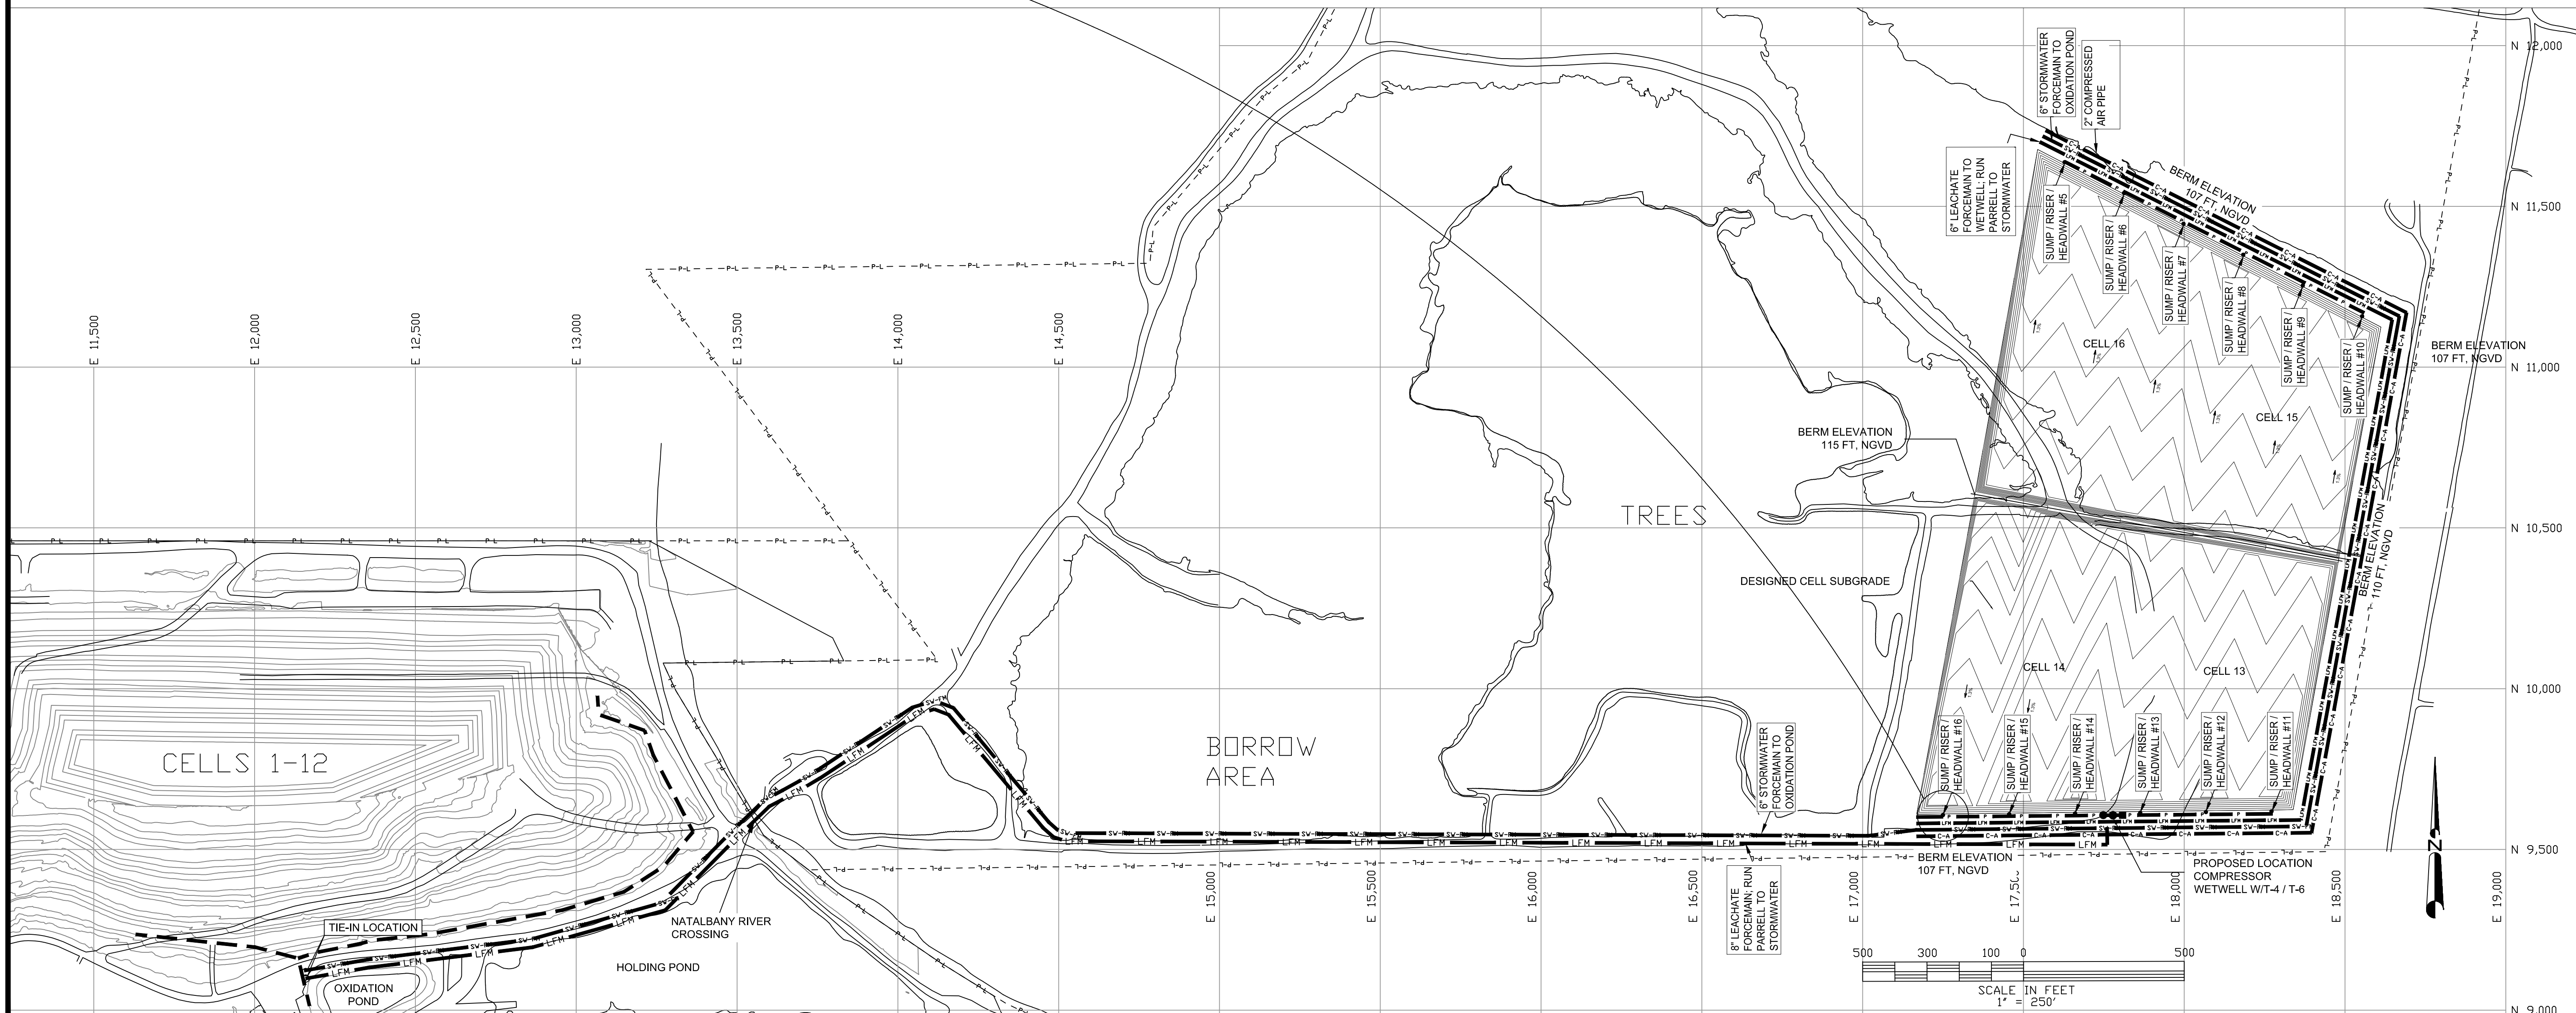 N 12,000
6" STORMWATER
FORCEMAIN TO
OXIDATION POND
2" COMPRESSED
AIR PIPE
6" LEACHATE
FORCEMAIN TO
WETWELL; RUN
PARRELL TO
STORMWATER
BERM ELEVATION
107 FT, NGVD
N 11,500
SUMP / RISER /
HEADWALL #5
SUMP / RISER /
HEADWALL #6
SUMP / RISER /
HEADWALL #7
SUMP / RISER /
HEADWALL #8
SUMP / RISER /
HEADWALL #9
SUMP / RISER /
HEADWALL #10
E 11,500
E 12,000
E 12,500
E 13,000
E 13,500
E 14,000
E 14,500
CELL 16
BERM ELEVATION
107 FT, NGVD
N 11,000
CELL 15
BERM ELEVATION
115 FT, NGVD
TREES
N 10,500
BERM ELEVATION
110 FT, NGVD
DESIGNED CELL SUBGRADE
CELL 14
CELL 13
N 10,000
CELLS 1-12
BORROW
AREA
6" STORMWATER
FORCEMAIN TO
OXIDATION POND
SUMP / RISER /
HEADWALL #16
SUMP / RISER /
HEADWALL #15
SUMP / RISER /
HEADWALL #14
SUMP / RISER /
HEADWALL #13
SUMP / RISER /
HEADWALL #12
SUMP / RISER /
HEADWALL #11
N 9,500
BERM ELEVATION
107 FT, NGVD
PROPOSED LOCATION
COMPRESSOR
WETWELL W/T-4 / T-6
8" LEACHATE
FORCEMAIN; RUN
PARRELL TO
STORMWATER
E 15,000
E 15,500
E 16,000
E 16,500
E 17,000
E 18,000
E 18,500
E 19,000
N
TIE-IN LOCATION
NATALBANY RIVER
CROSSING
HOLDING POND
OXIDATION
POND
500 300 100 0 500
SCALE IN FEET
1" = 250'
N 9,000